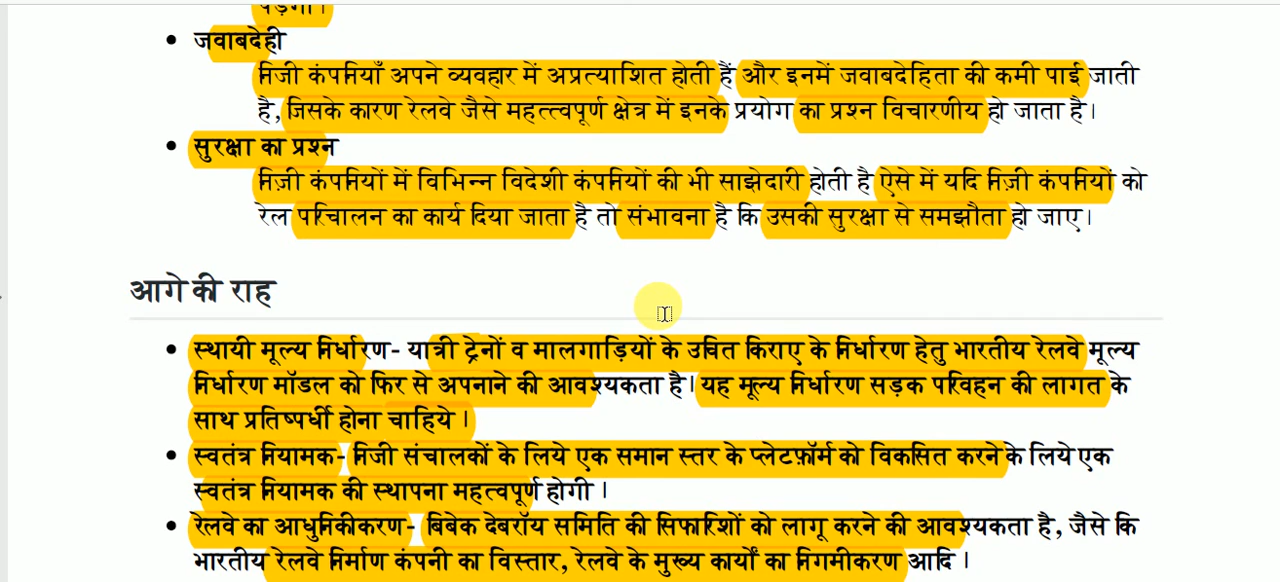 पड़ेगा।
जवाबदेही
निजी कंपनियाँ अपने व्यवहार में अप्रत्याशित होती हैं और इनमें जवाबदेहिता की कमी पाई जाती
है, जिसके कारण रेलवे जैसे महत्त्वपूर्ण क्षेत्र में इनके प्रयोग का प्रश्न विचारणीय हो जाता है।
सुरक्षा का प्रश्न
निज़ी कंपनियों में विभिन्न विदेशी कंपनियों की भी साझेदारी होती है ऐसे में यदि निज़ी कंपनियों को
रेल परिचालन का कार्य दिया जाता है तो संभावना है कि उसकी सुरक्षा से समझौता हो जाए।
आगे की राह
स्थायी मूल्य निर्धारण- यात्री ट्रेनों व मालगाड़ियों के उचित किराए के निर्धारण हेतु भारतीय रेलवे मूल्य
निर्धारण मॉडल को फिर से अपनाने की आवश्यकता है। यह मूल्य निर्धारण सड़क परिवहन की लागत के
साथ प्रतिष्पर्धी होना चाहिये ।
स्वतंत्र नियामक- निजी संचालकों के लिये एक समान स्तर के प्लेटफ़ॉर्म को विकसित करने के लिये एक
स्वतंत्र नियामक की स्थापना महत्वपूर्ण होगी ।
रेलवे का आधुनिकीकरण- बिबेक देबरॉय समिति की सिफारिशों को लागू करने की आवश्यकता है, जैसे कि
भारतीय रेलवे निर्माण कंपनी का विस्तार, रेलवे के मुख्य कार्यों का निगमीकरण आदि ।